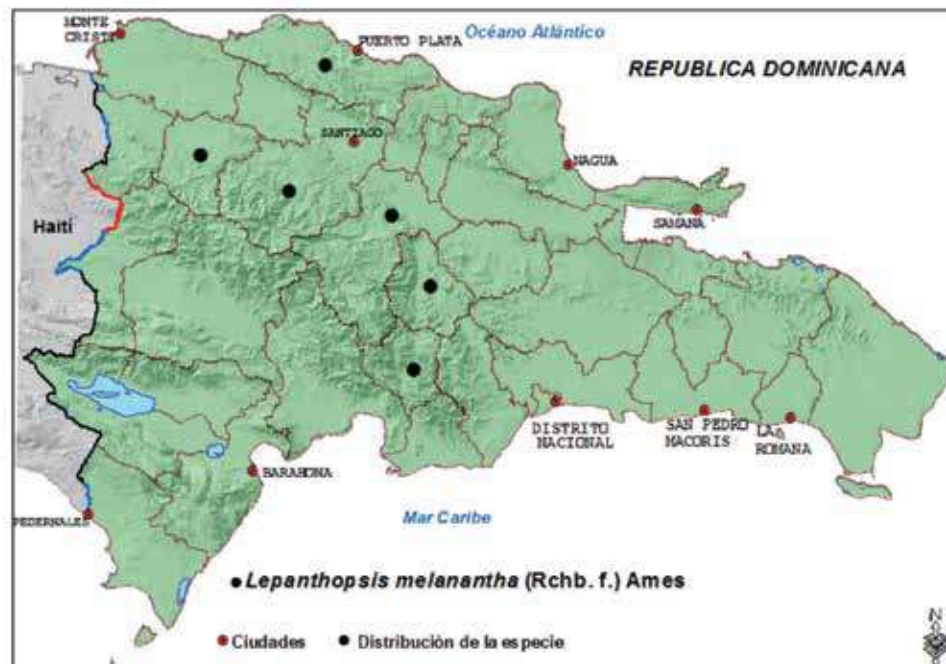 MONTE
CRISTI
PUERTO PLATA
Océano Atlántico
REPUBLICA DOMINICANA
SANTIAGO
NAGUA
Haití
SAMANA
DISTRITO
NACIONAL
SAN PEDRO
MACORIS
LA
ROMANA
BARAHONA
PEDERNALES
Mar Caribe
Lepanthopsis melanantha (Rchb. f.) Ames
Ciudades
Distribución de la especie
N